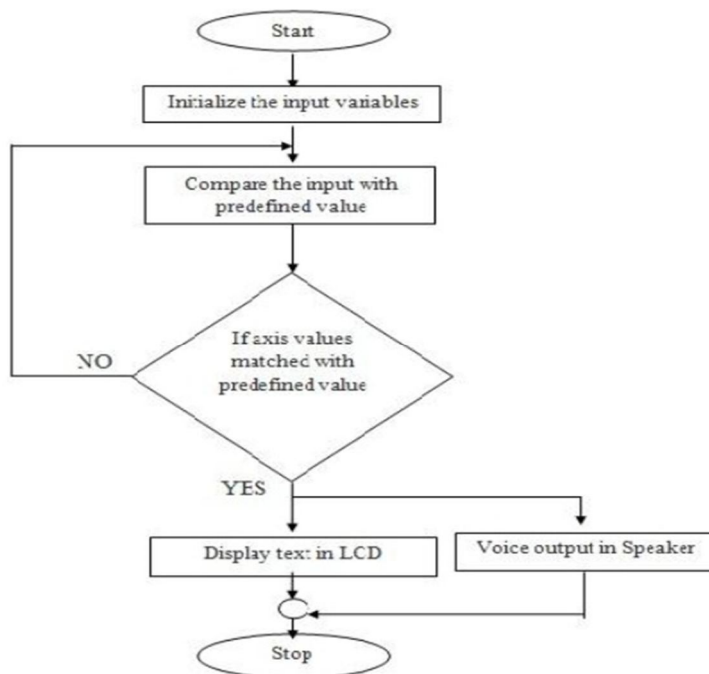 Start
Initialize the input variables
Compare the input with
predefined value
If axis values
matched with
predefined value
NO
YES
Display text in LCD
Voice output in Speaker
Stop